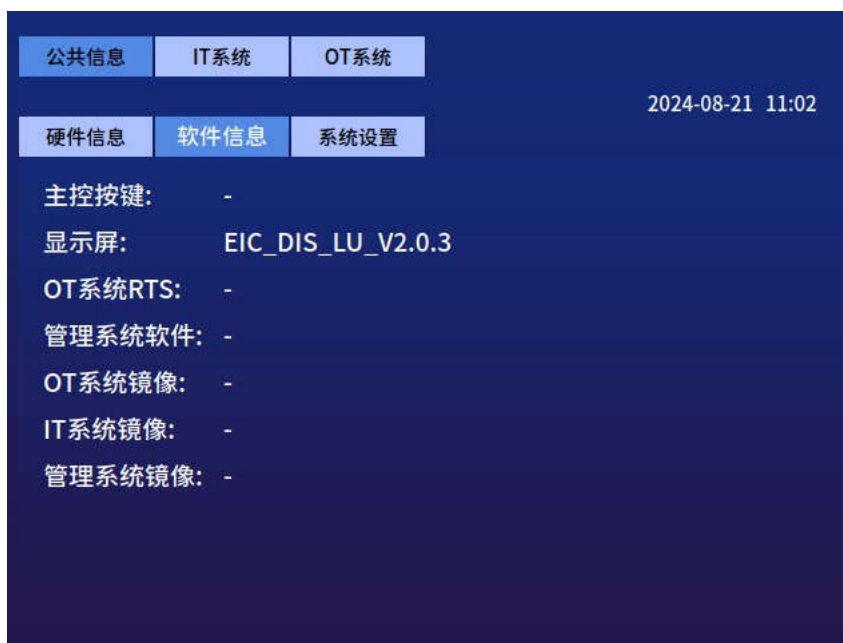 公共信息 IT系统 OT系统
2024-08-21 11:02
硬件信息 软件信息 系统设置
主控按键: -
显示屏: EIC_DIS_LU_V2.0.3
OT系统RTS: -
管理系统软件: -
OT系统镜像: -
IT系统镜像: -
管理系统镜像: -